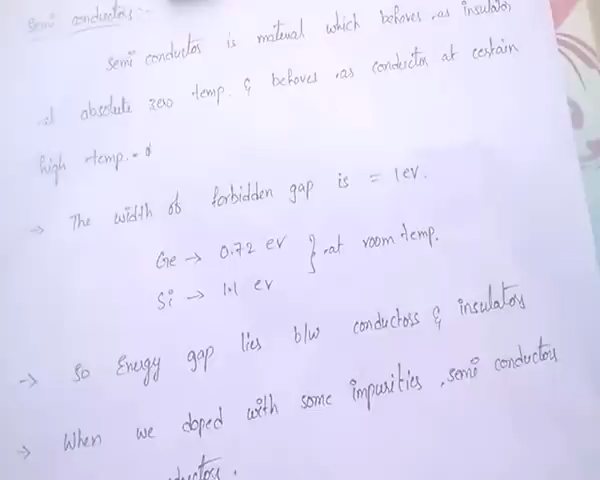 Semi conductors :-
Semi conductor is material which behoves as insulator
at absolute zero temp. & behoves as conductor at certain
high temp..
→ The width of forbidden gap is = 1ev.
Ge → 0.72 ev } at room temp.
Si → 1.1 ev
→ So Energy gap lies b/w conductors & insulators
→ When we doped with some impurities, semi conductors